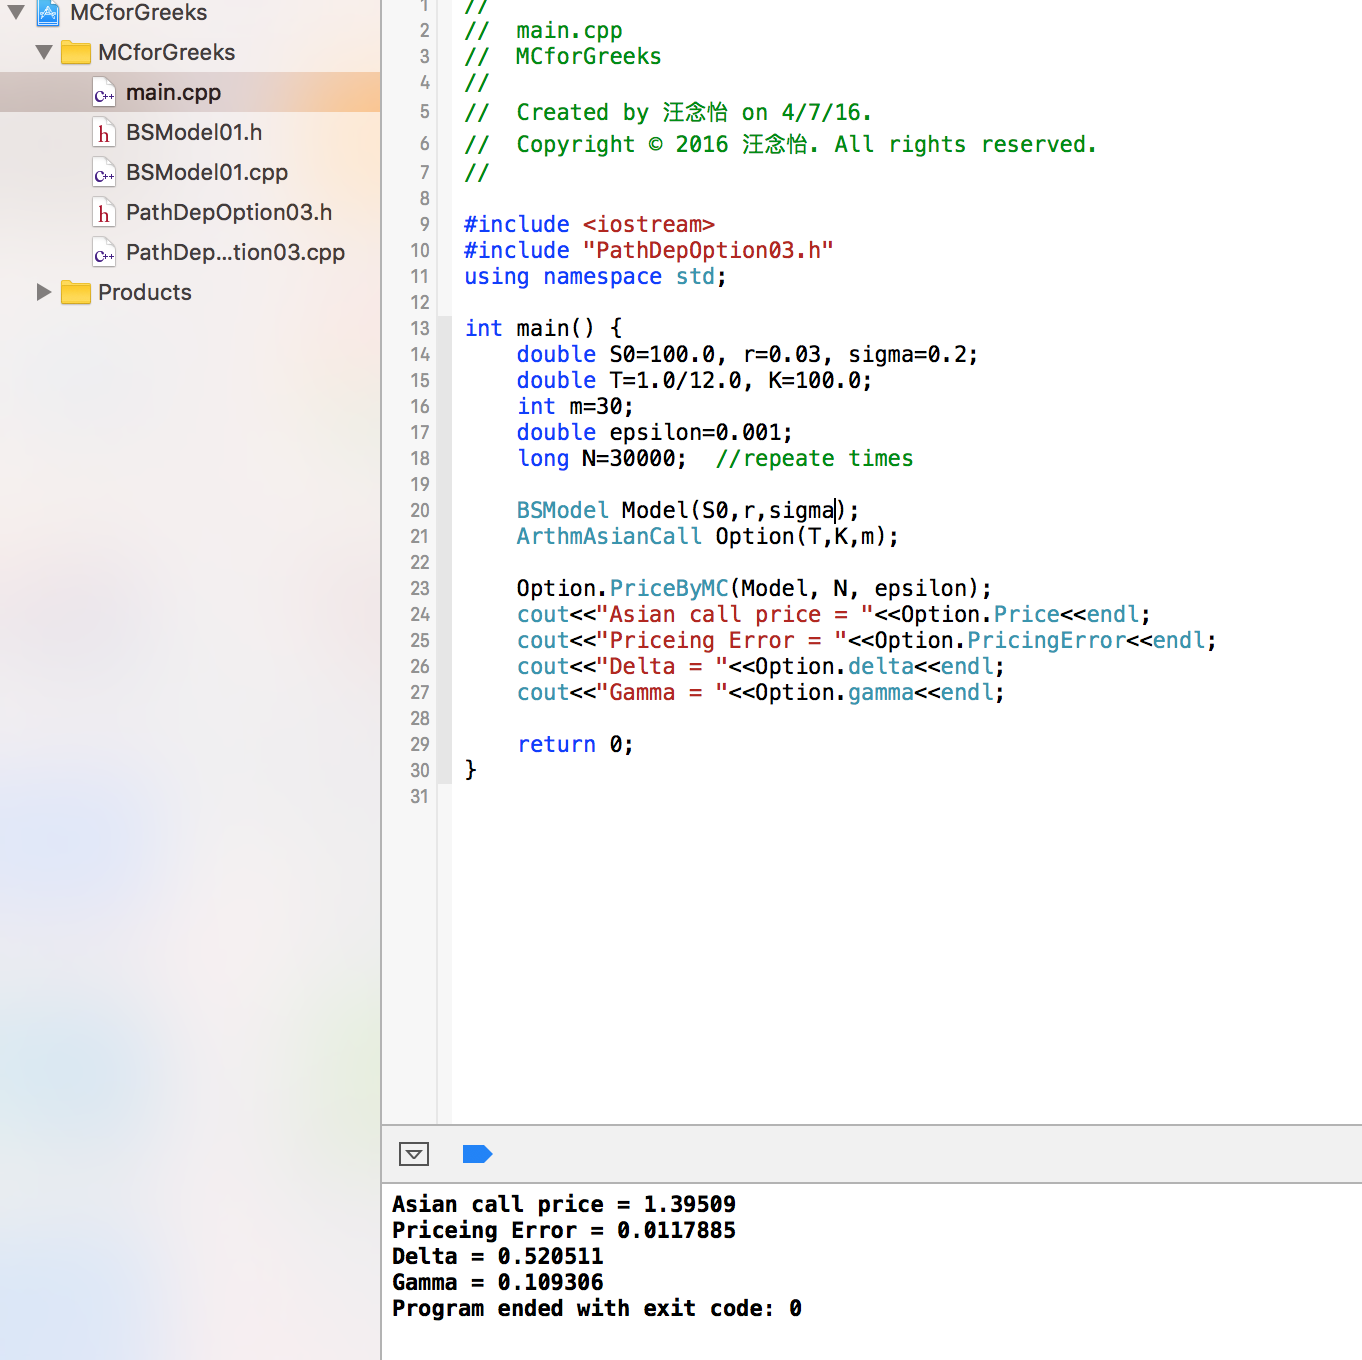 MCforGreeks
MCforGreeks
main.cpp
BSModel01.h
BSModel01.cpp
PathDepOption03.h
PathDep...tion03.cpp
Products
1 //
2 //  main.cpp
3 //  MCforGreeks
4 //
5 //  Created by 汪念怡 on 4/7/16.
6 //  Copyright © 2016 汪念怡. All rights reserved.
7 //
8
9 #include <iostream>
10 #include "PathDepOption03.h"
11 using namespace std;
12
13 int main() {
14     double S0=100.0, r=0.03, sigma=0.2;
15     double T=1.0/12.0, K=100.0;
16     int m=30;
17     double epsilon=0.001;
18     long N=30000;  //repeate times
19
20     BSModel Model(S0,r,sigma);
21     ArthmAsianCall Option(T,K,m);
22
23     Option.PriceByMC(Model, N, epsilon);
24     cout<<"Asian call price = "<<Option.Price<<endl;
25     cout<<"Priceing Error = "<<Option.PricingError<<endl;
26     cout<<"Delta = "<<Option.delta<<endl;
27     cout<<"Gamma = "<<Option.gamma<<endl;
28
29     return 0;
30 }
31
Asian call price = 1.39509
Priceing Error = 0.0117885
Delta = 0.520511
Gamma = 0.109306
Program ended with exit code: 0